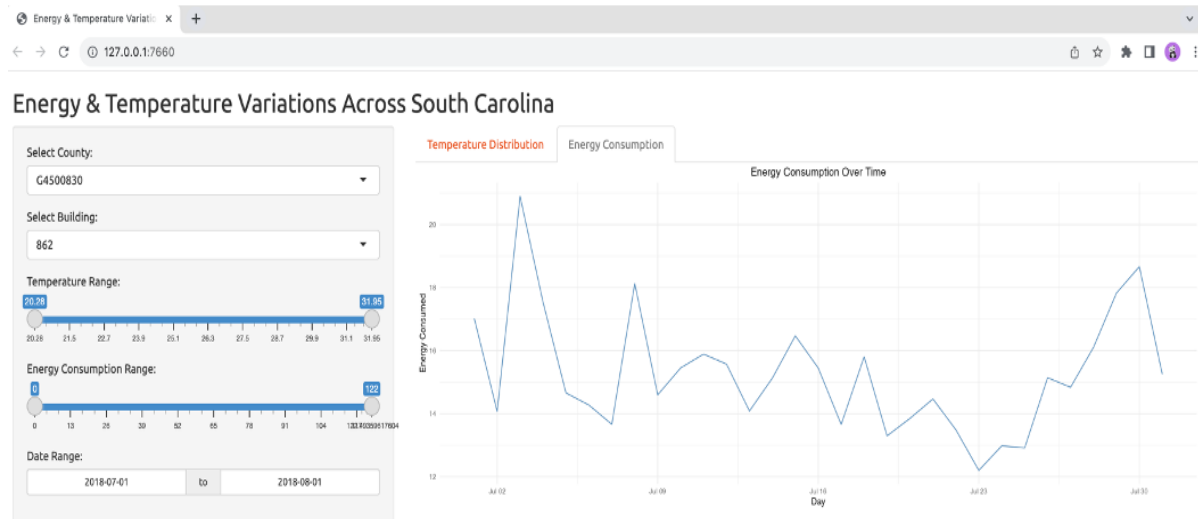 Energy & Temperature Variatio
127.0.0.1:7660
Energy & Temperature Variations Across South Carolina
Select County:
G4500830
Select Building:
862
Temperature Range:
20.28 31.95
20.28 21.5 22.7 23.9 25.1 26.3 27.5 28.7 29.9 31.1 31.95
Energy Consumption Range:
0 122
0 13 26 39 52 65 78 91 104
Date Range:
2018-07-01 to 2018-08-01
Temperature Distribution Energy Consumption
Energy Consumption Over Time
Energy Consumed
20
18
16
14
12
Jul 02 Jul 09 Jul 16 Jul 23 Jul 30
Day